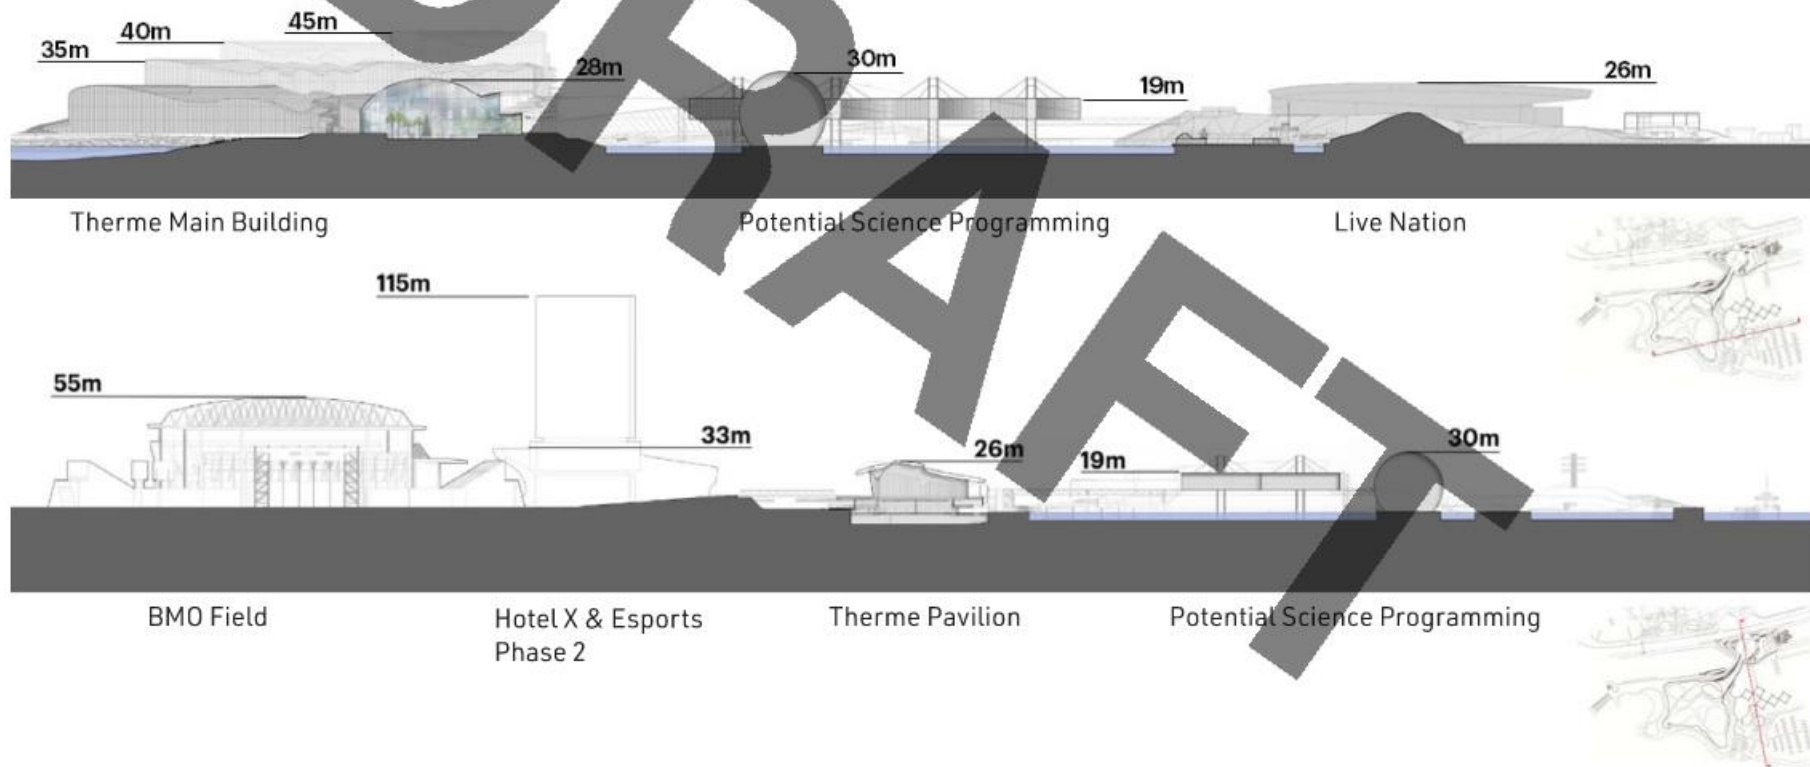 45m
40m
35m
28m
30m
19m
26m
Therme Main Building
Potential Science Programming
Live Nation
115m
55m
33m
26m
19m
30m
BMO Field
Hotel X & Esports
Phase 2
Therme Pavilion
Potential Science Programming
DRAFT